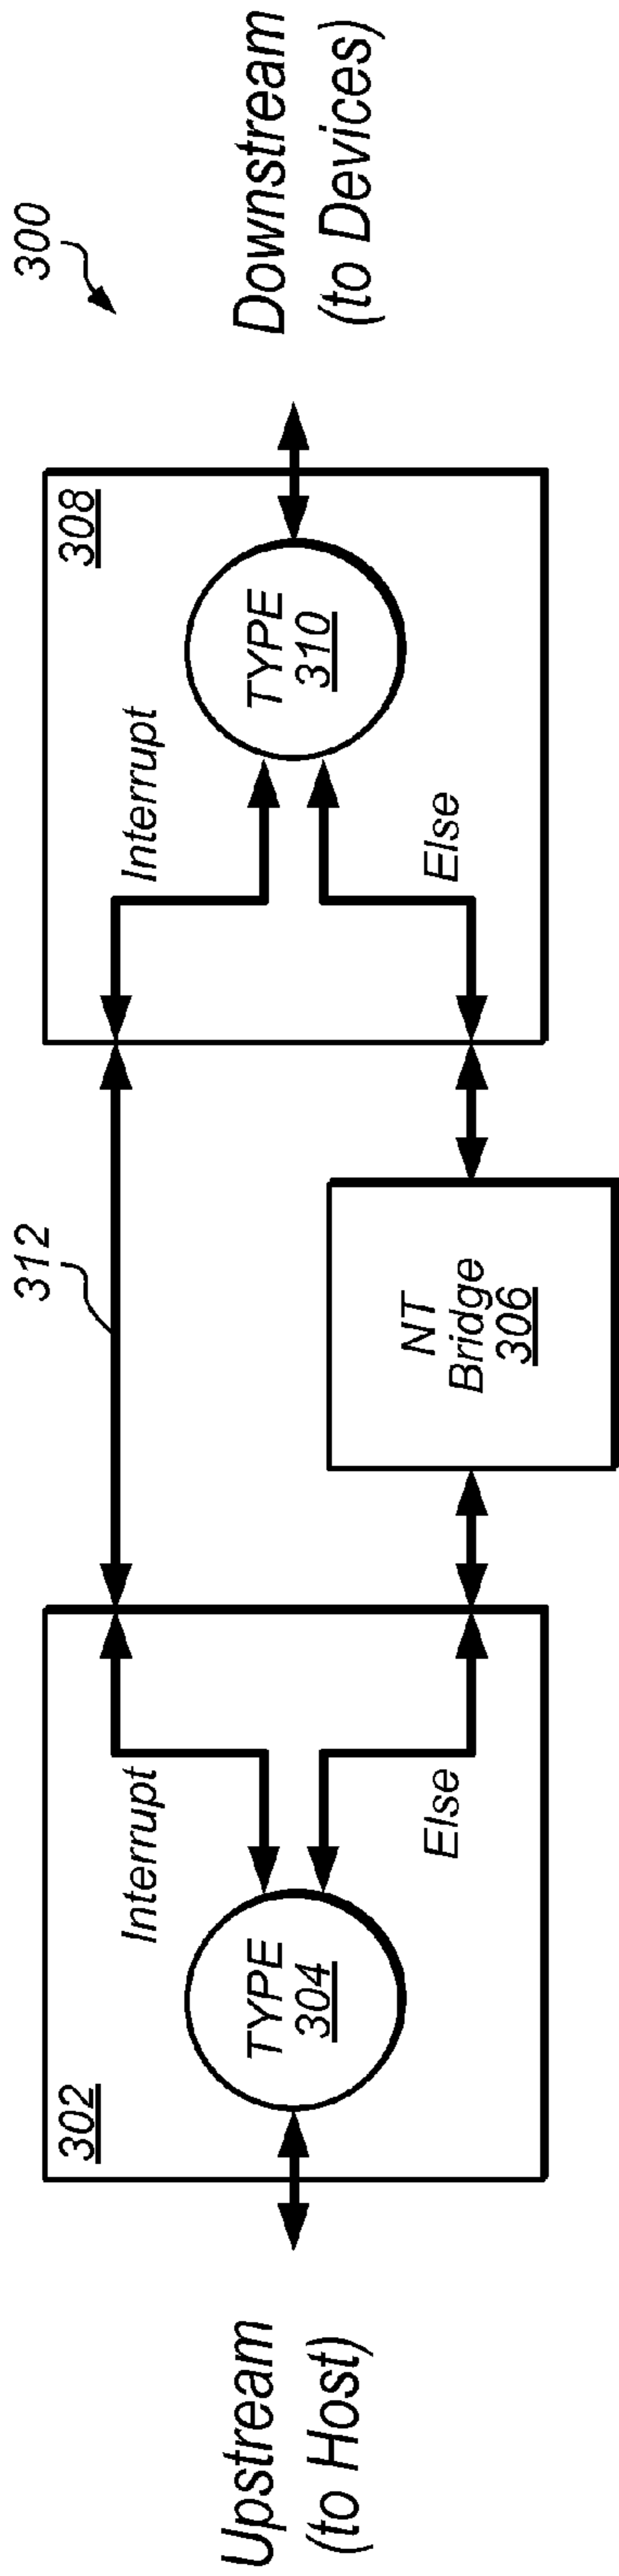 300
312
Upstream
(to Host)
302
TYPE
304
Interrupt
Else
NT
Bridge
306
308
Interrupt
Else
TYPE
310
Downstream
(to Devices)